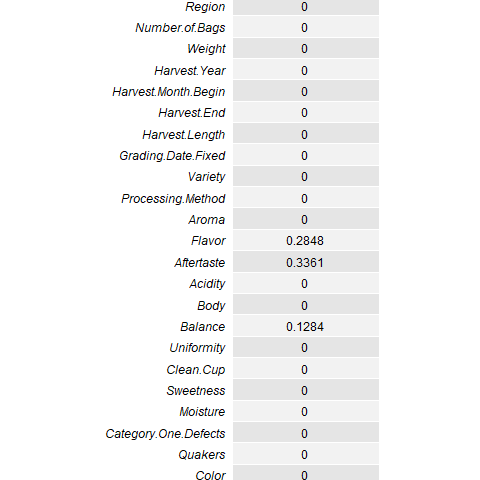 Region 0
Number.of.Bags 0
Weight 0
Harvest.Year 0
Harvest.Month.Begin 0
Harvest.End 0
Harvest.Length 0
Grading.Date.Fixed 0
Variety 0
Processing.Method 0
Aroma 0
Flavor 0.2848
Aftertaste 0.3361
Acidity 0
Body 0
Balance 0.1284
Uniformity 0
Clean.Cup 0
Sweetness 0
Moisture 0
Category.One.Defects 0
Quakers 0
Color 0